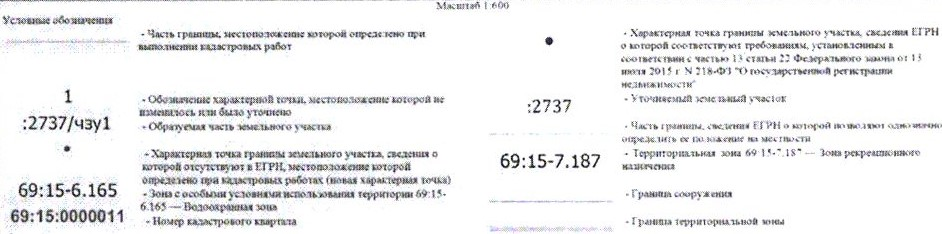 Масштаб 1:600
Условные обозначения
- Часть границы, местоположение которой определено при
выполнении кадастровых работ
1
- Обозначение характерной точки, местоположение которой не
изменилось или было уточнено
:2737/чзу1
- Образуемая часть земельного участка
- Характерная точка границы земельного участка, сведения о
которой отсутствуют в ЕГРН, местоположение которой
определено при кадастровых работах (новая характерная точка)
69:15-6.165
- Зона с особыми условиями использования территории 69:15-
6.165 — Водоохранная зона
69:15:0000011
- Номер кадастрового квартала
- Характерная точка границы земельного участка, сведения ЕГРН
о которой соответствуют требованиям, установленным в
соответствии с частью 13 статьи 22 Федерального закона от 13
июля 2015 г. N 218-ФЗ "О государственной регистрации
недвижимости"
:2737
- Уточняемый земельный участок
- Часть границы, сведения ЕГРН о которой позволяют однозначно
определить ее положение на местности
69:15-7.187
- Территориальная зона 69:15-7.187 — Зона рекреационного
назначения
- Граница сооружения
- Граница территориальной зоны